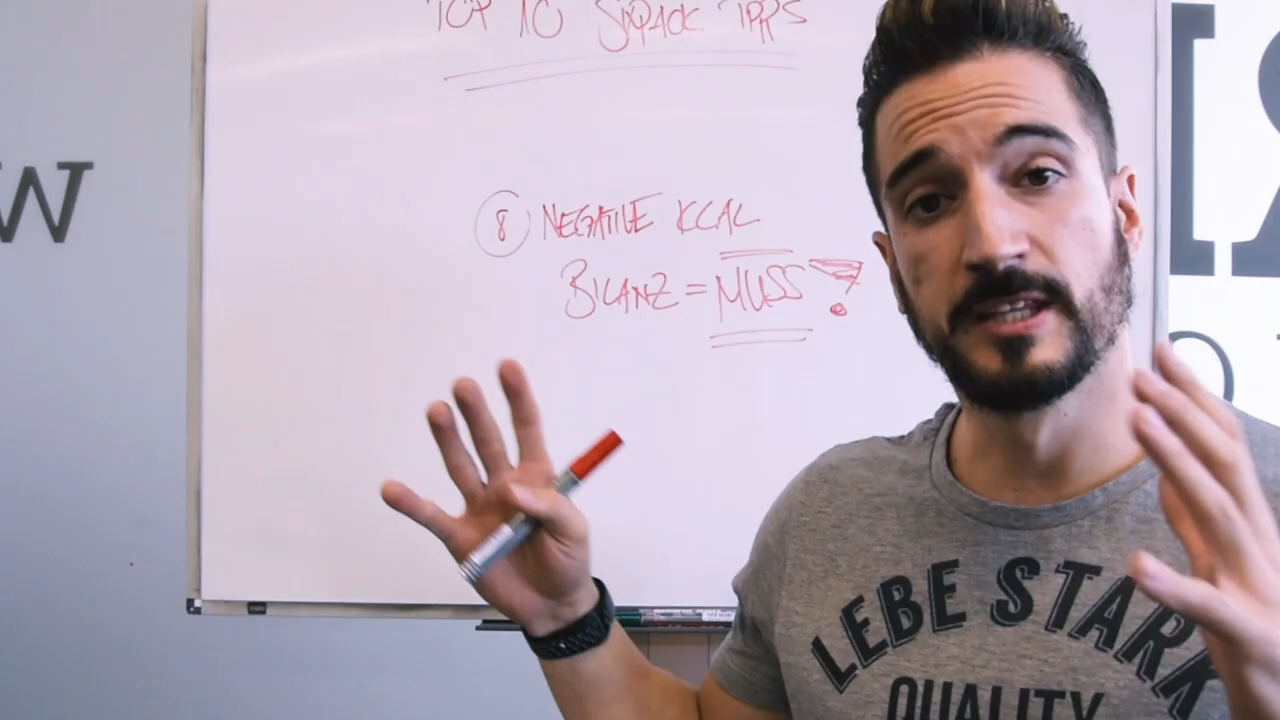 TOP 10 SIXPACK TIPPS
W
8 NEGATIVE KCAL
BILANZ = MUSS!
LEBE STARK
QUALITY